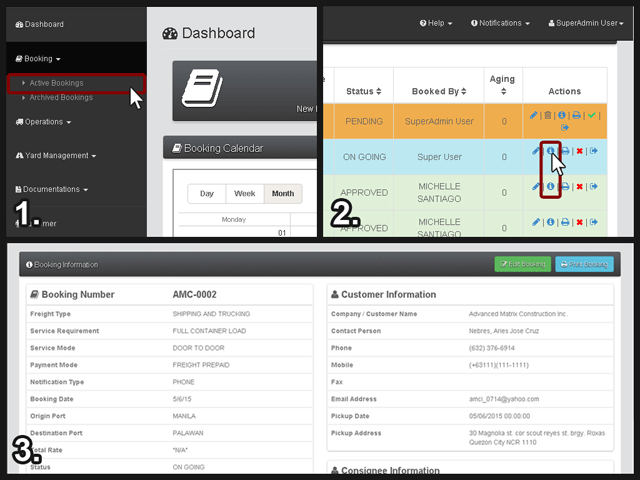 Dashboard
Booking
Active Bookings
Archived Bookings
Operations
Yard Management
Documentations
mer
1.
Dashboard
New
Booking Calendar
Day Week Month
Monday
01
Help Notifications SuperAdmin User
Status Booked By Aging Actions
PENDING SuperAdmin User 0
ON GOING Super User 0
APPROVED MICHELLE SANTIAGO 0
APPROVED MICHELLE SANTIAGO 0
2.
Booking Information Edit Booking Print Booking
Booking Number AMC-0002
Freight Type SHIPPING AND TRUCKING
Service Requirement FULL CONTAINER LOAD
Service Mode DOOR TO DOOR
Payment Mode FREIGHT PREPAID
Notification Type PHONE
Booking Date 5/6/15
Origin Port MANILA
Destination Port PALAWAN
Total Rate "N/A"
Status ON GOING
3.
Customer Information
Company / Customer Name Advanced Matrix Construction Inc.
Contact Person Nebres, Aries Jose Cruz
Phone (632) 376-6914
Mobile (+63111)(111-1111)
Fax
Email Address amci_0714@yahoo.com
Pickup Date 05/06/2015 00:00:00
Pickup Address 30 Magnolia st. cor scout reyes st. brgy. Roxas
Quezon City NCR 1110
Consignee Information